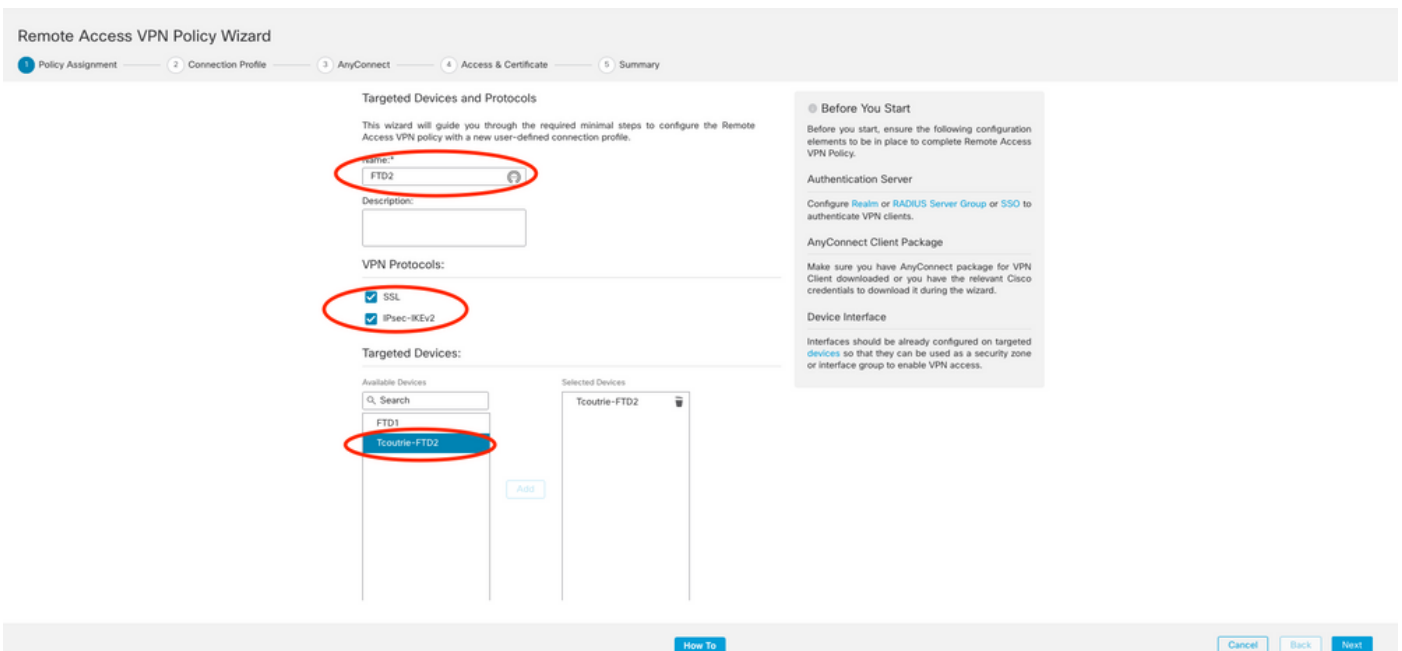 Remote Access VPN Policy Wizard
1 Policy Assignment 2 Connection Profile 3 AnyConnect 4 Access & Certificate 5 Summary
Targeted Devices and Protocols
This wizard will guide you through the required minimal steps to configure the Remote
Access VPN policy with a new user-defined connection profile.
Name:*
FTD2
Description:
VPN Protocols:
SSL
IPsec-IKEv2
Targeted Devices:
Available Devices
Search
FTD1
Tcoutrie-FTD2
Add
Selected Devices
Tcoutrie-FTD2
Before You Start
Before you start, ensure the following configuration
elements to be in place to complete Remote Access
VPN Policy.
Authentication Server
Configure Realm or RADIUS Server Group or SSO to
authenticate VPN clients.
AnyConnect Client Package
Make sure you have AnyConnect package for VPN
Client downloaded or you have the relevant Cisco
credentials to download it during the wizard.
Device Interface
Interfaces should be already configured on targeted
devices so that they can be used as a security zone
or interface group to enable VPN access.
How To
Cancel Back Next